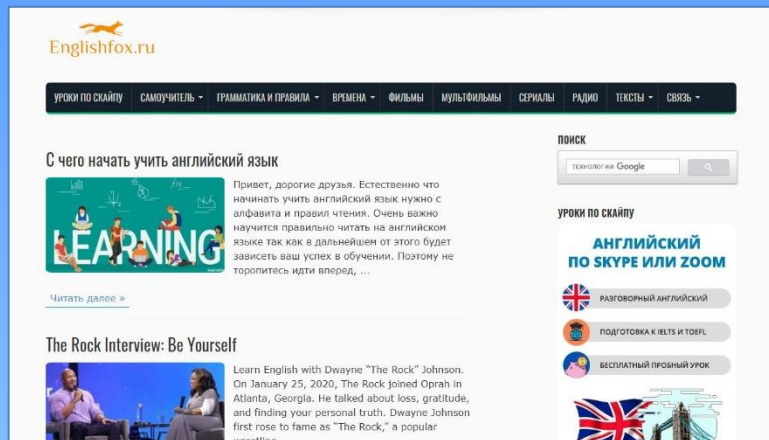 Englishfox.ru
УРОКИ ПО СКАЙПУ САМОУЧИТЕЛЬ ГРАММАТИКА И ПРАВИЛА ВРЕМЕНА ФИЛЬМЫ МУЛЬТФИЛЬМЫ СЕРИАЛЫ РАДИО ТЕКСТЫ СВЯЗЬ
С чего начать учить английский язык
LEARNING
Привет, дорогие друзья. Естественно что
начинать учить английский язык нужно с
алфавита и правил чтения. Очень важно
научится правильно читать на английском
языке так как в дальнейшем от этого будет
зависеть ваш успех в обучении. Поэтому не
торопитесь идти вперед, ...
Читать далее »
The Rock Interview: Be Yourself
Learn English with Dwayne “The Rock” Johnson.
On January 25, 2020, The Rock joined Oprah in
Atlanta, Georgia. He talked about loss, gratitude,
and finding your personal truth. Dwayne Johnson
first rose to fame as “The Rock,” a popular
ПОИСК
ТЕХНОЛОГИИ Google
УРОКИ ПО СКАЙПУ
АНГЛИЙСКИЙ
ПО SKYPE ИЛИ ZOOM
РАЗГОВОРНЫЙ АНГЛИЙСКИЙ
ПОДГОТОВКА К IELTS И TOEFL
БЕСПЛАТНЫЙ ПРОБНЫЙ УРОК